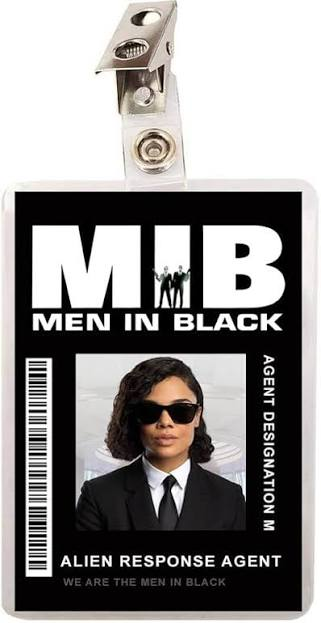 MIB
MEN IN BLACK
AGENT DESIGNATION M
ALIEN RESPONSE AGENT
WE ARE THE MEN IN BLACK